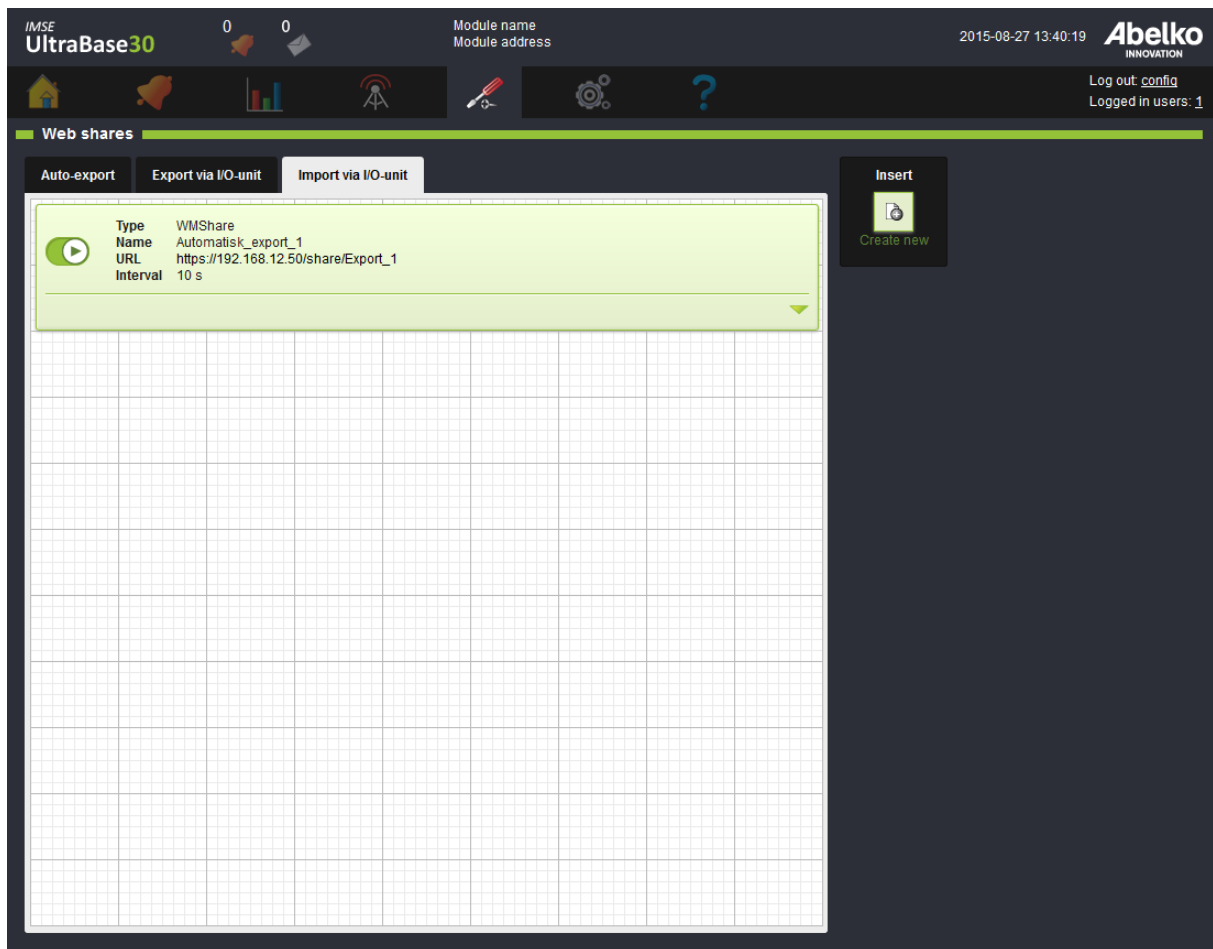 IMSE
UltraBase30
0
0
Module name
Module address
2015-08-27 13:40:19
Abelko
INNOVATION
?
Log out: config
Logged in users: 1
Web shares
Auto-export
Export via I/O-unit
Import via I/O-unit
Insert
Create new
Type WMShare
Name Automatisk_export_1
URL https://192.168.12.50/share/Export_1
Interval 10 s